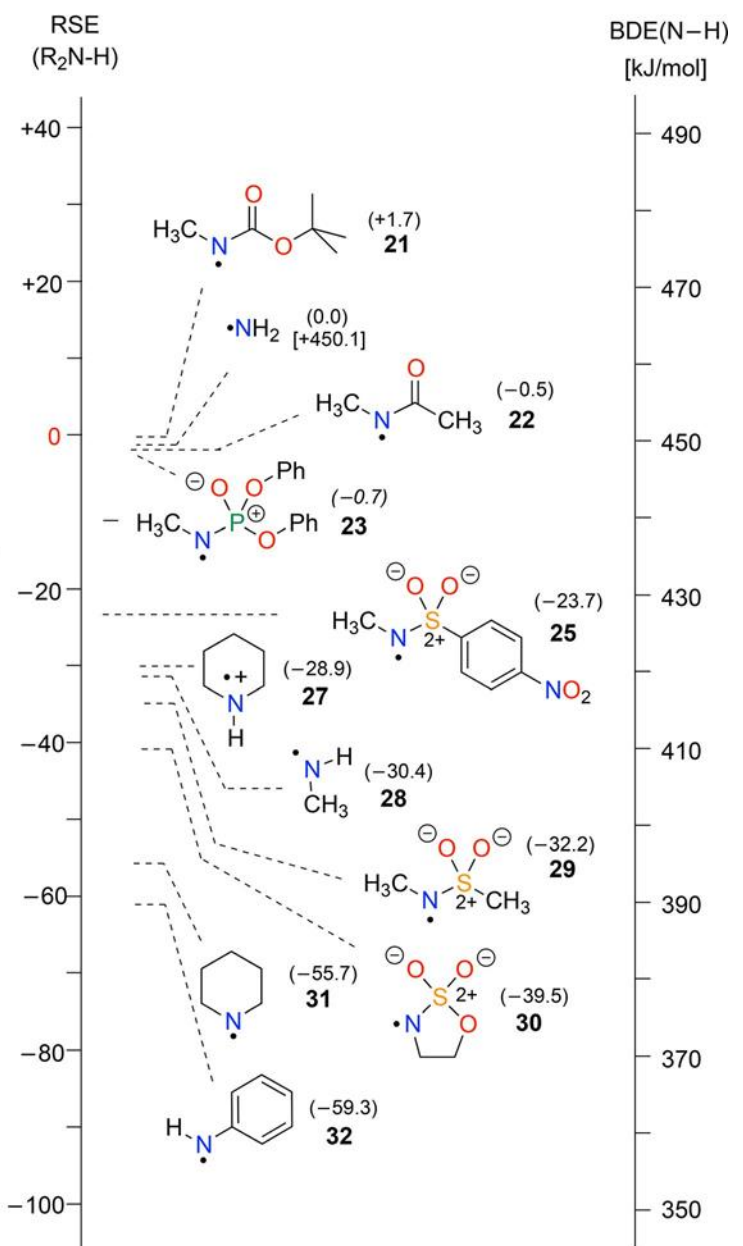 RSE
(R₂N-H)
BDE(N–H)
[kJ/mol]
+40
490
O
(+1.7)
H₃C
N
O
21
•
+20
470
•NH₂
(0.0)
[+450.1]
O
(−0.5)
H₃C
N
CH₃
22
•
0
450
⊖
O
O
Ph
(−0.7)
H₃C
P
⊕
O
Ph
23
N
•
⊖
O
O
⊖
(−23.7)
−20
430
H₃C
S
2+
25
N
•
NO₂
•+
(−28.9)
N
H
27
−40
410
•
N
H
CH₃
(−30.4)
28
⊖
O
O
⊖
(−32.2)
29
H₃C
S
N
2+
CH₃
•
−60
390
⊖
O
O
⊖
(−39.5)
S
2+
•N
O
30
(−55.7)
31
N
•
−80
370
(−59.3)
H
N
32
•
−100
350